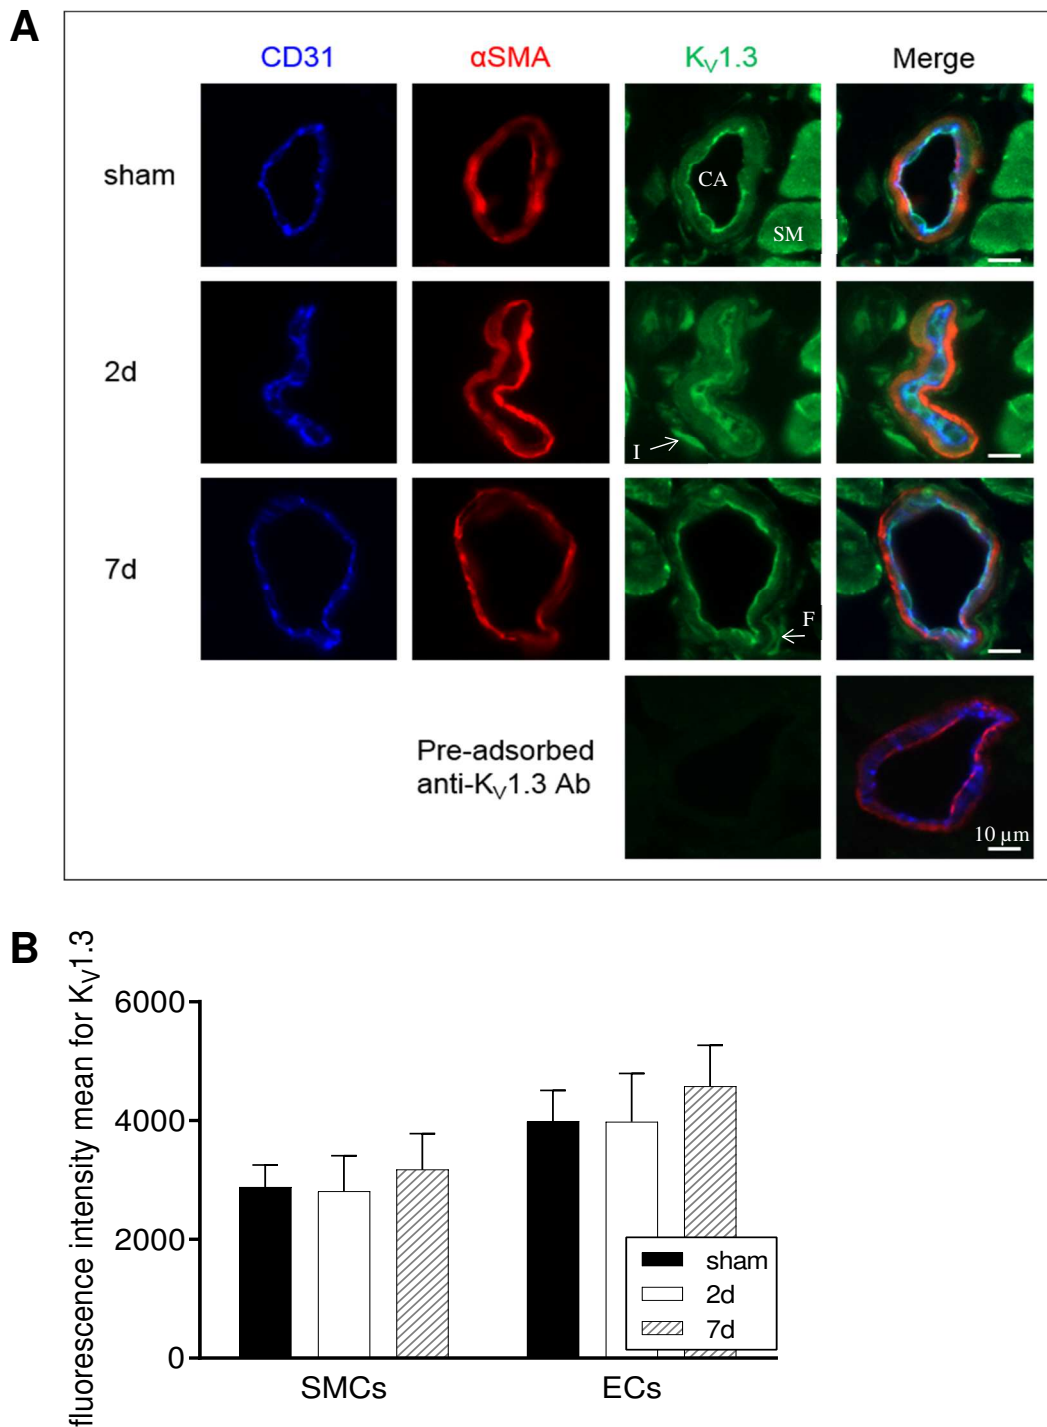 A
CD31 αSMA KV1.3 Merge
sham
CA
SM
2d
I
7d
F
Pre-adsorbed
anti-KV1.3 Ab
10 µm
B
fluorescence intensity mean for KV1.3
6000
4000
2000
0
sham
2d
7d
SMCs ECs